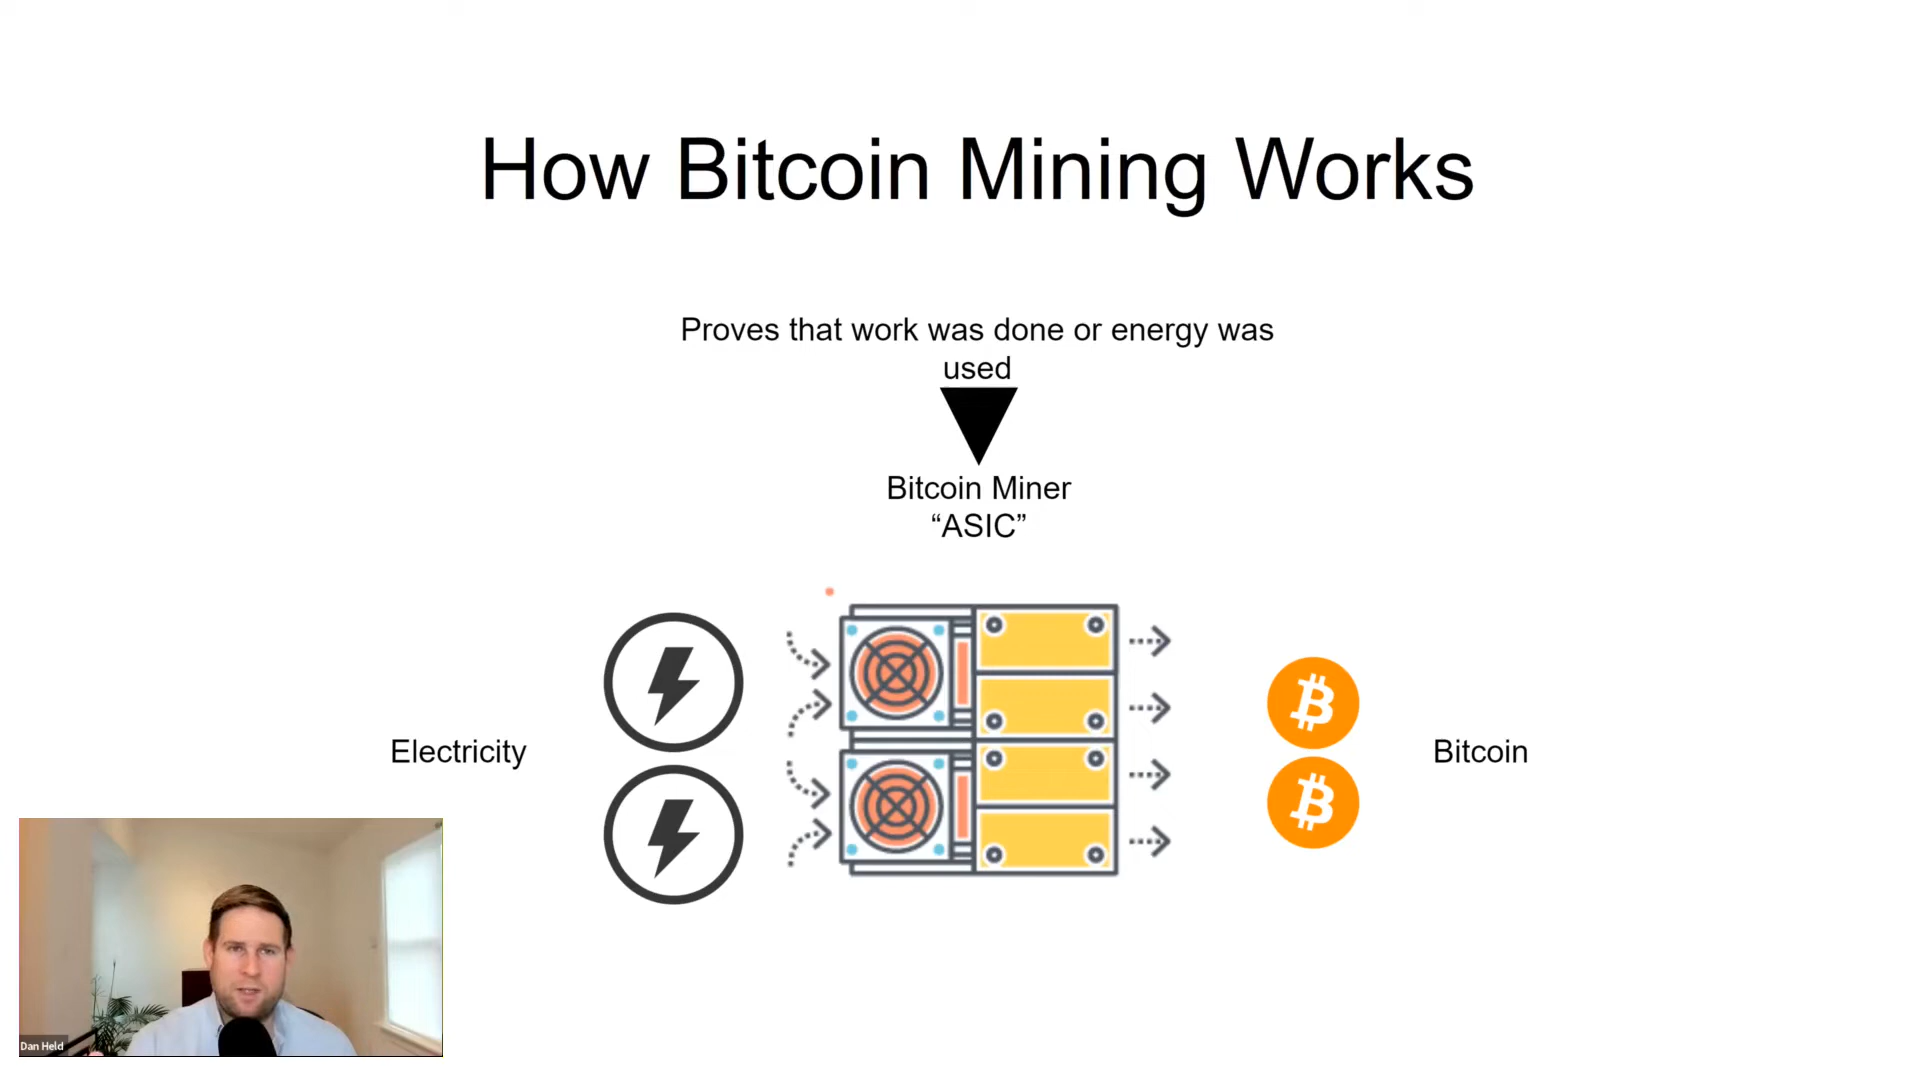 How Bitcoin Mining Works
Proves that work was done or energy was
used
Bitcoin Miner
“ASIC”
Electricity
Bitcoin
Dan Held